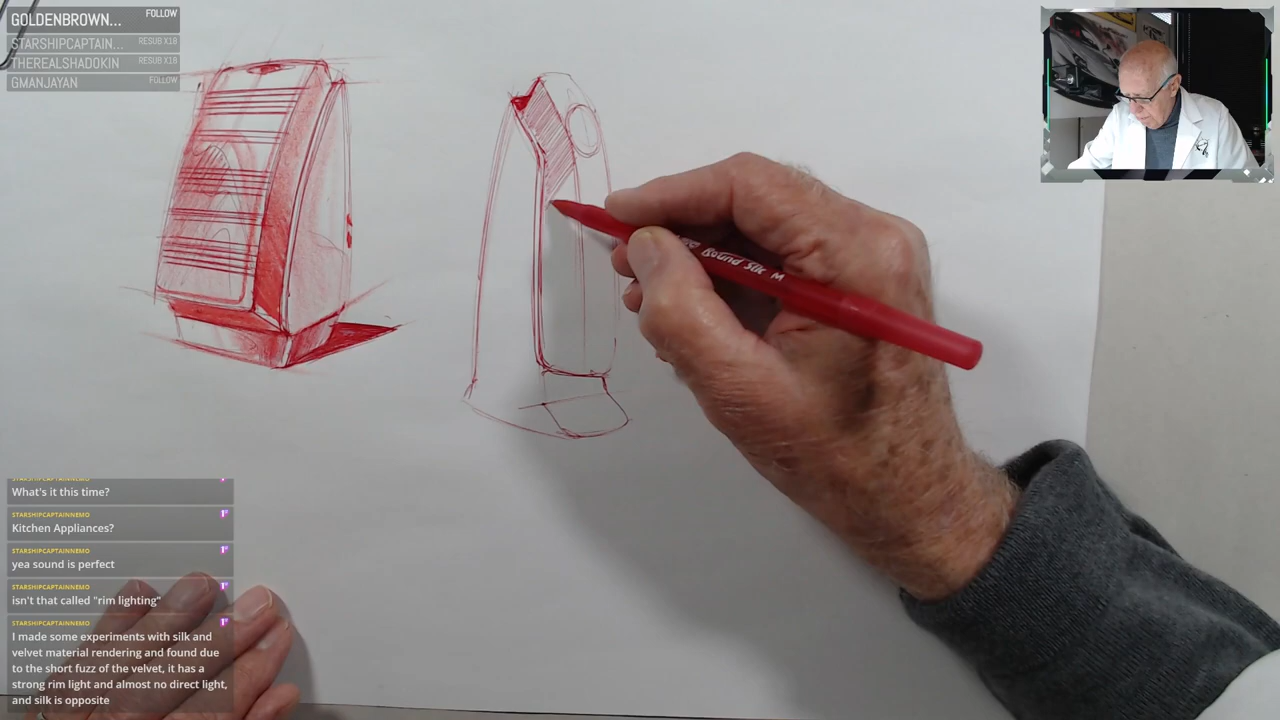 GOLDENBROWN... FOLLOW
STARSHIPCAPTAIN... RESUB X18
THEREALSHADOKIN RESUB X18
GMANJAYAN FOLLOW
Round Stic M
STARSHIPCAPTAINNEMO
What's it this time?
STARSHIPCAPTAINNEMO
Kitchen Appliances?
STARSHIPCAPTAINNEMO
yea sound is perfect
STARSHIPCAPTAINNEMO
isn't that called "rim lighting"
STARSHIPCAPTAINNEMO
I made some experiments with silk and
velvet material rendering and found due
to the short fuzz of the velvet, it has a
strong rim light and almost no direct light,
and silk is opposite